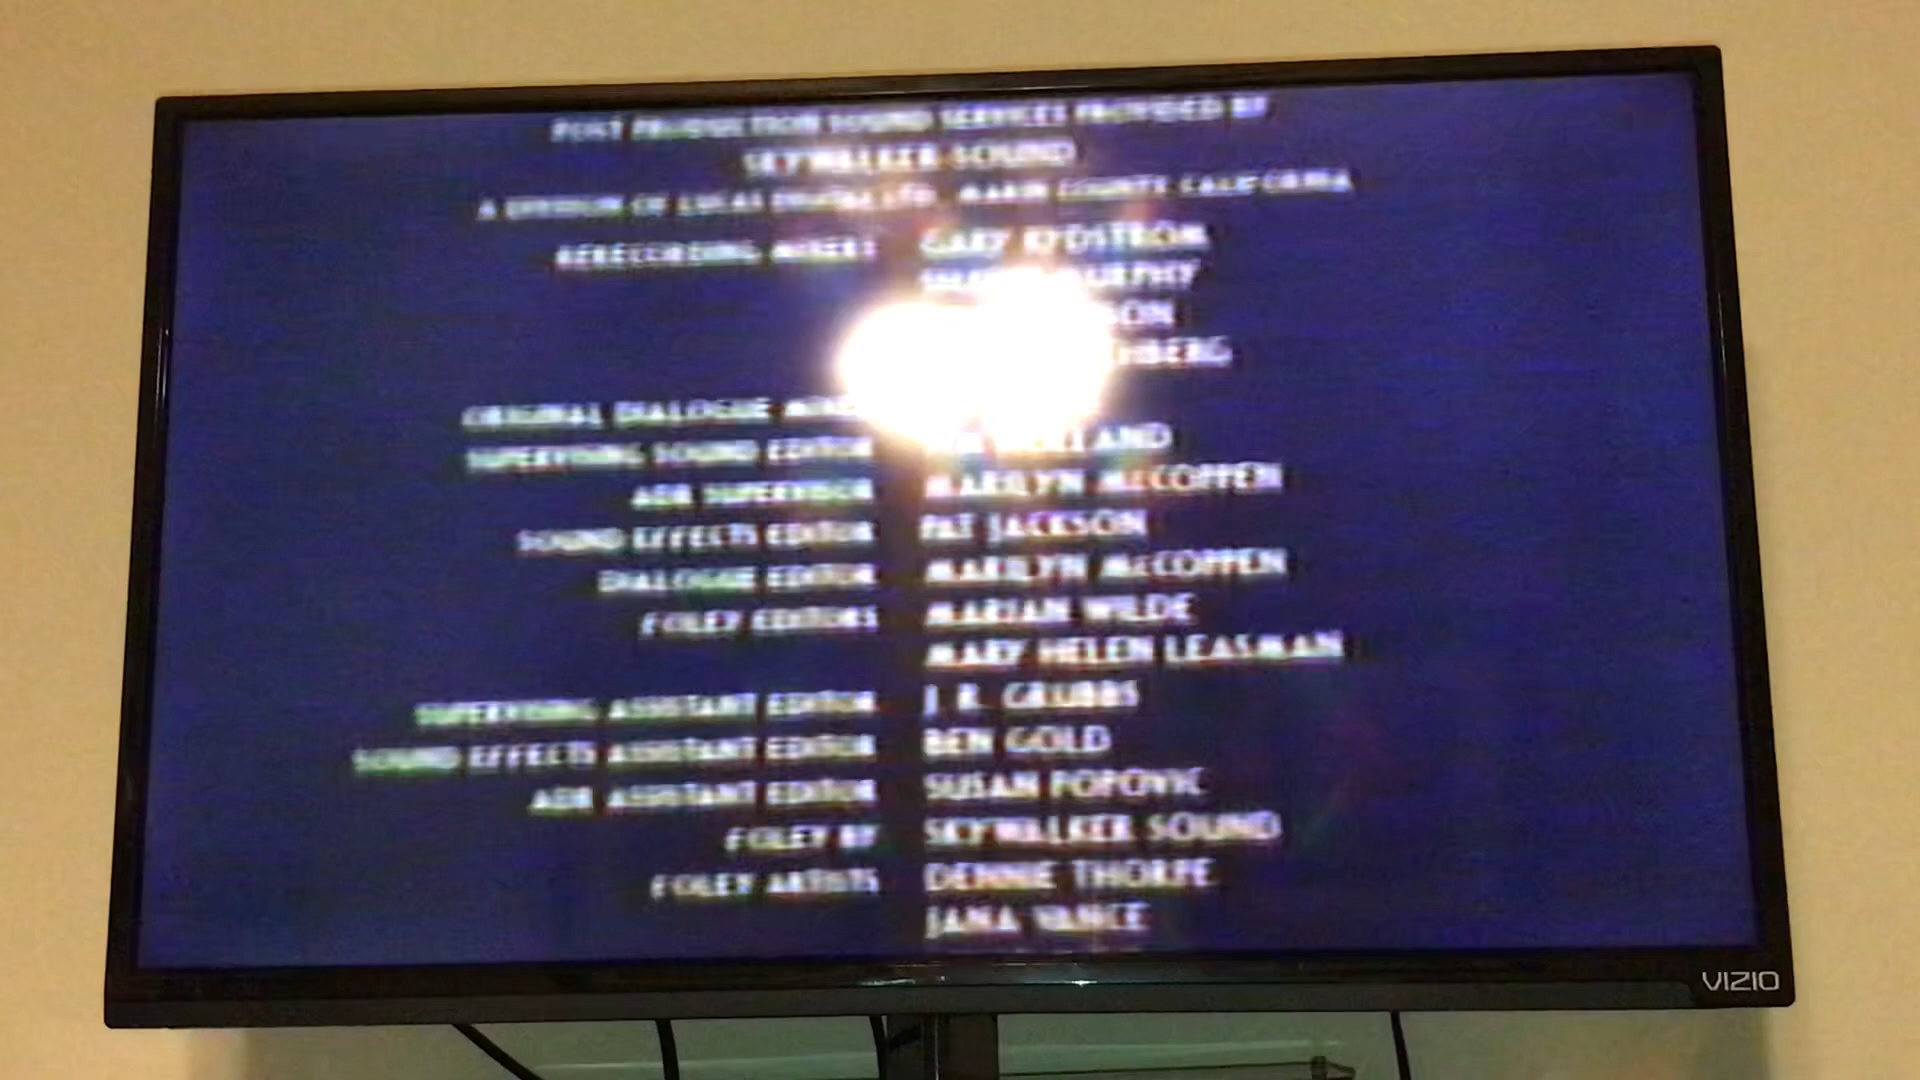 POST PRODUCTION SOUND SERVICES PROVIDED BY
SKYWALKER SOUND
A DIVISION OF LUCAS DIGITAL LTD. MARIN COUNTY CALIFORNIA
RERECORDING MIXERS GARY RYDSTROM
MURPHY
ORIGINAL DIALOGUE
SUPERVISING SOUND EDITOR
ADR SUPERVISOR MARILYN McCOPPEN
SOUND EFFECTS EDITOR PAT JACKSON
DIALOGUE EDITOR MARILYN McCOPPEN
FOLEY EDITORS MARIAN WILDE
MARY HELEN LEASMAN
SUPERVISING ASSISTANT EDITOR J. R. GRUBBS
SOUND EFFECTS ASSISTANT EDITOR BEN GOLD
ADR ASSISTANT EDITOR SUSAN POPOVIC
FOLEY BY SKYWALKER SOUND
FOLEY ARTISTS DENNIE THORPE
JANA VANCE
VIZIO